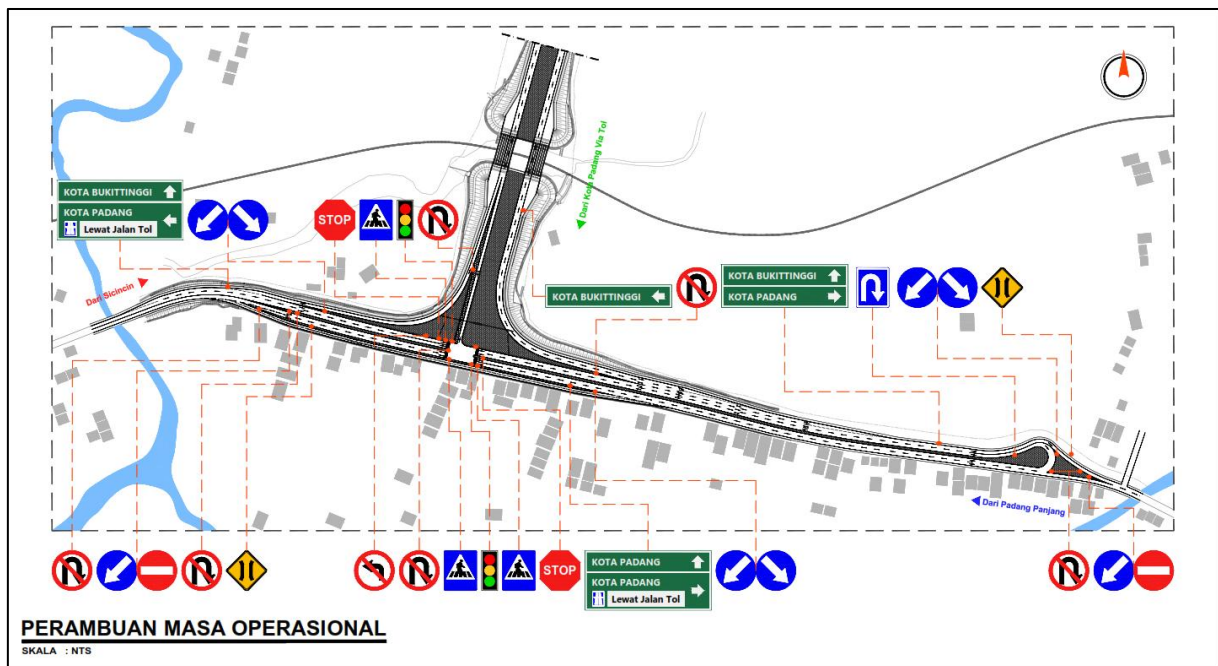 Dari Kota Padang Via Tol
KOTA BUKITTINGGI
KOTA PADANG
Lewat Jalan Tol
STOP
Dari Sicincin
KOTA BUKITTINGGI
KOTA BUKITTINGGI
KOTA PADANG
Dari Padang Panjang
STOP
KOTA PADANG
KOTA PADANG
Lewat Jalan Tol
PERAMBUAN MASA OPERASIONAL
SKALA : NTS